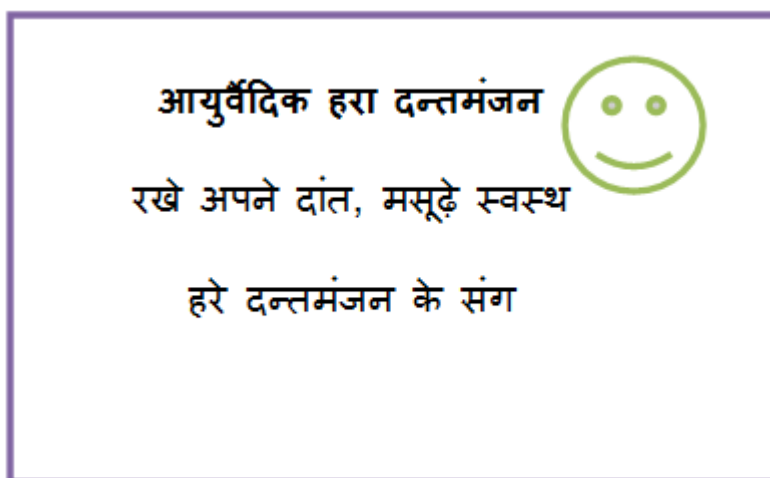 आयुर्वैदिक हरा दन्तमंजन
रखे अपने दांत, मसूढ़े स्वस्थ
हरे दन्तमंजन के संग